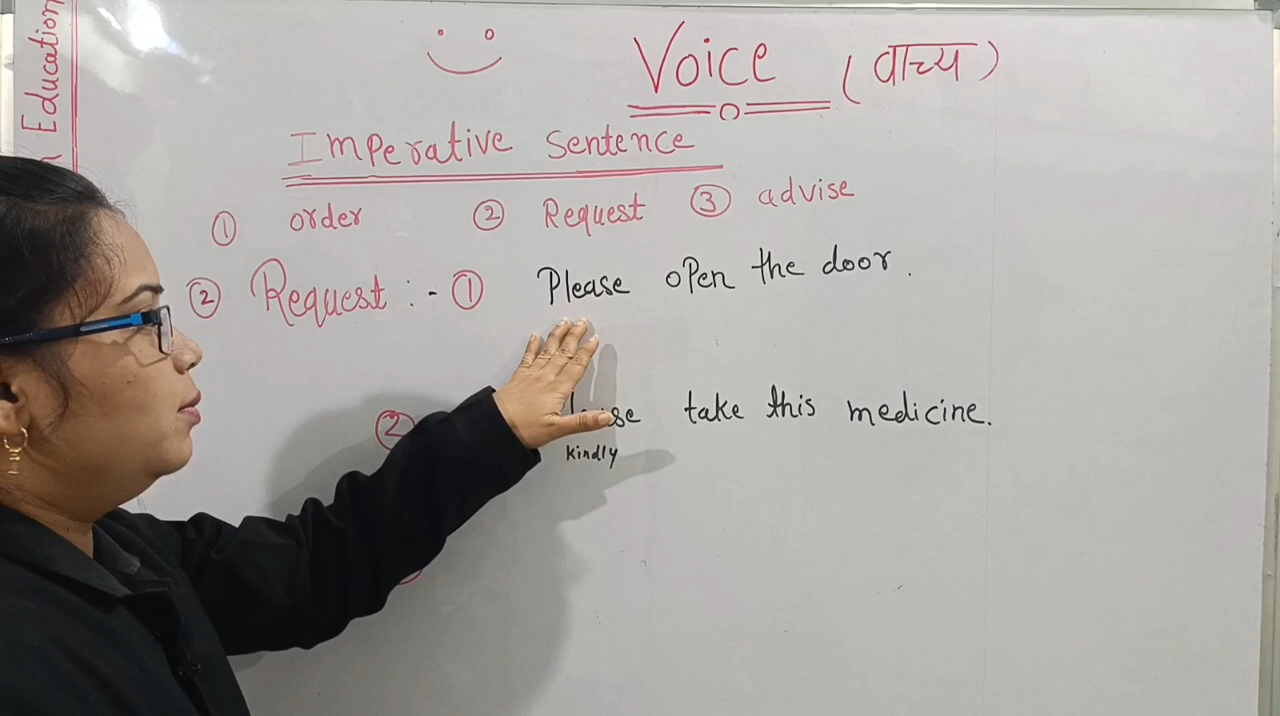 Education
Voice (वाच्य)
Imperative Sentence
① order ② Request ③ advise
② Request :- ① Please open the door.
② take this medicine.
kindly